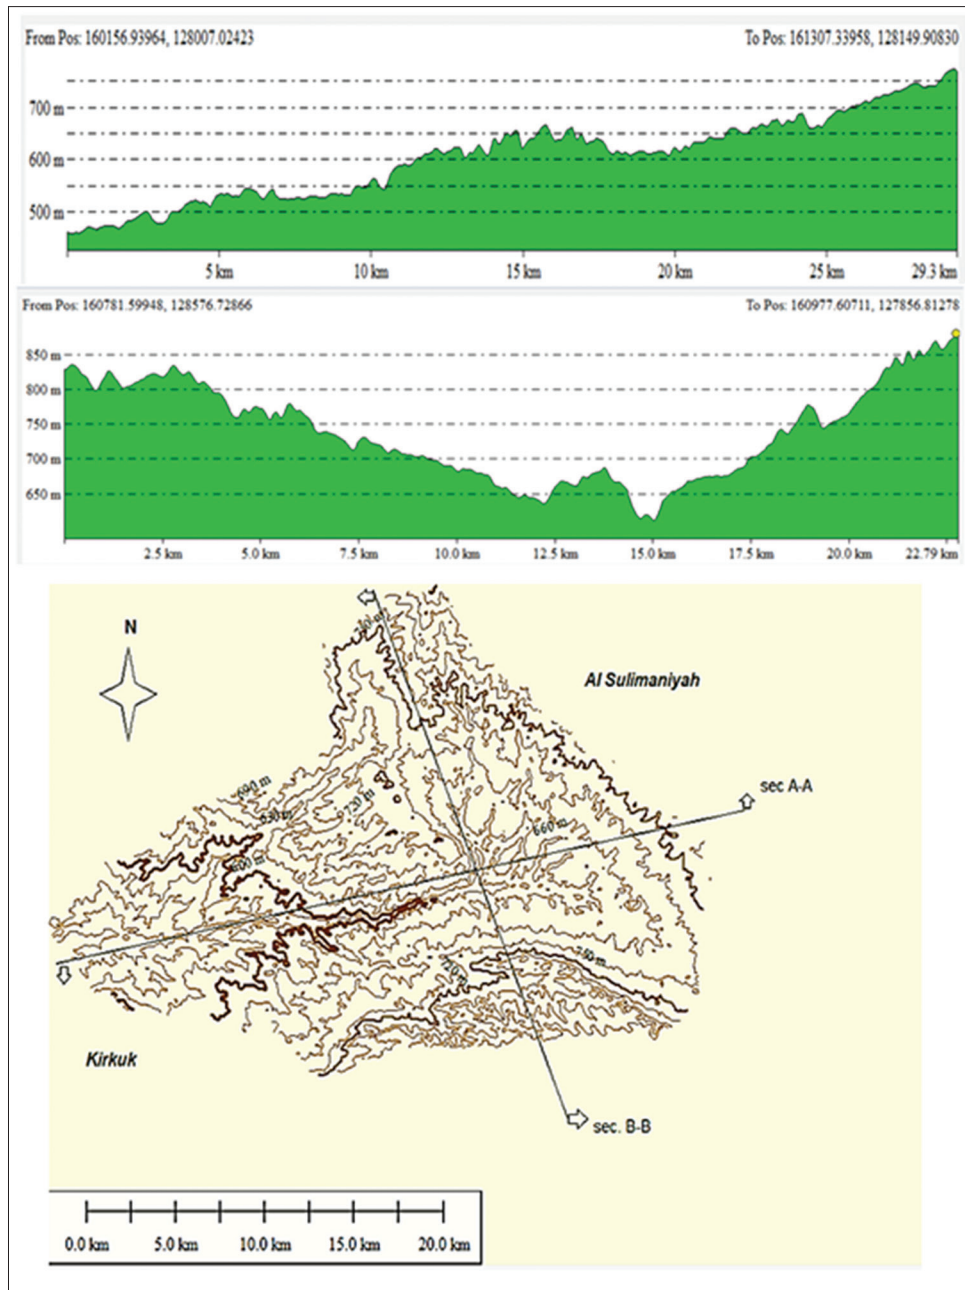 From Pos: 160156.93964, 128007.02423 To Pos: 161307.33958, 128149.90830
700 m
600 m
500 m
5 km 10 km 15 km 20 km 25 km 29.3 km
From Pos: 160781.59948, 128576.72866 To Pos: 160977.60711, 127856.81278
850 m
800 m
750 m
700 m
650 m
2.5 km 5.0 km 7.5 km 10.0 km 12.5 km 15.0 km 17.5 km 20.0 km 22.79 km
N
Al Sulimaniyah
sec A-A
690 m
630 m
720 m
660 m
600 m
750 m
720 m
Kirkuk
sec. B-B
0.0 km 5.0 km 10.0 km 15.0 km 20.0 km